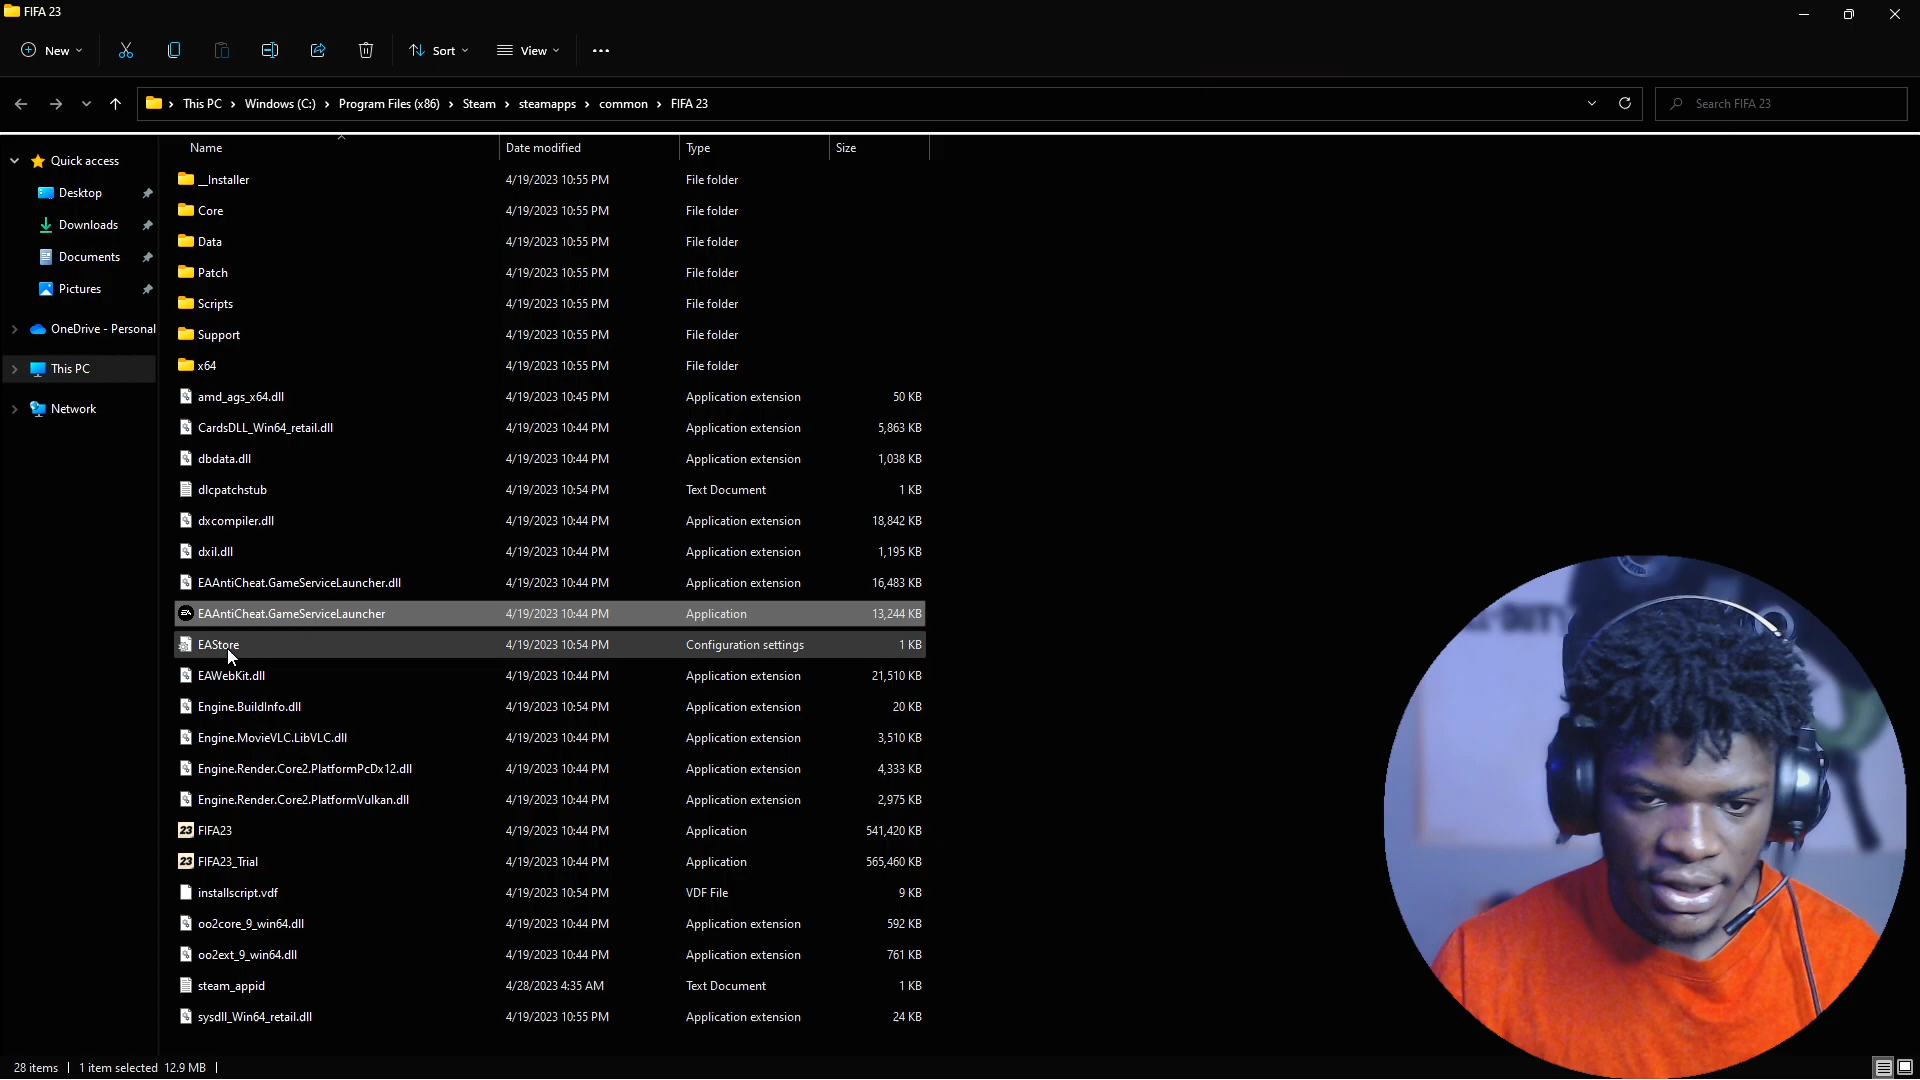 FIFA 23
New
Sort
View
This PC > Windows (C:) > Program Files (x86) > Steam > steamapps > common > FIFA 23
Search FIFA 23
Quick access
Desktop
Downloads
Documents
Pictures
OneDrive - Personal
This PC
Network
Name Date modified Type Size
__Installer 4/19/2023 10:55 PM File folder
Core 4/19/2023 10:55 PM File folder
Data 4/19/2023 10:55 PM File folder
Patch 4/19/2023 10:55 PM File folder
Scripts 4/19/2023 10:55 PM File folder
Support 4/19/2023 10:55 PM File folder
x64 4/19/2023 10:55 PM File folder
amd_ags_x64.dll 4/19/2023 10:45 PM Application extension 50 KB
CardsDLL_Win64_retail.dll 4/19/2023 10:44 PM Application extension 5,863 KB
dbdata.dll 4/19/2023 10:44 PM Application extension 1,038 KB
dlcpatchstub 4/19/2023 10:54 PM Text Document 1 KB
dxcompiler.dll 4/19/2023 10:44 PM Application extension 18,842 KB
dxil.dll 4/19/2023 10:44 PM Application extension 1,195 KB
EAAntiCheat.GameServiceLauncher.dll 4/19/2023 10:44 PM Application extension 16,483 KB
EAAntiCheat.GameServiceLauncher 4/19/2023 10:44 PM Application 13,244 KB
EAStore 4/19/2023 10:54 PM Configuration settings 1 KB
EAWebKit.dll 4/19/2023 10:44 PM Application extension 21,510 KB
Engine.BuildInfo.dll 4/19/2023 10:54 PM Application extension 20 KB
Engine.MovieVLC.LibVLC.dll 4/19/2023 10:44 PM Application extension 3,510 KB
Engine.Render.Core2.PlatformPcDx12.dll 4/19/2023 10:44 PM Application extension 4,333 KB
Engine.Render.Core2.PlatformVulkan.dll 4/19/2023 10:44 PM Application extension 2,975 KB
23 FIFA23 4/19/2023 10:44 PM Application 541,420 KB
23 FIFA23_Trial 4/19/2023 10:44 PM Application 565,460 KB
installscript.vdf 4/19/2023 10:54 PM VDF File 9 KB
oo2core_9_win64.dll 4/19/2023 10:44 PM Application extension 592 KB
oo2ext_9_win64.dll 4/19/2023 10:44 PM Application extension 761 KB
steam_appid 4/28/2023 4:35 AM Text Document 1 KB
sysdll_Win64_retail.dll 4/19/2023 10:55 PM Application extension 24 KB
28 items 1 item selected 12.9 MB